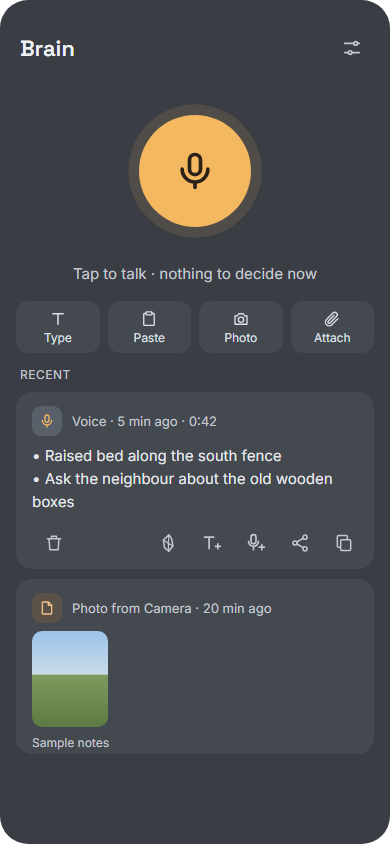 Brain
Tap to talk · nothing to decide now
Type
Paste
Photo
Attach
RECENT
Voice · 5 min ago · 0:42
• Raised bed along the south fence
• Ask the neighbour about the old wooden
boxes
Photo from Camera · 20 min ago
Sample notes